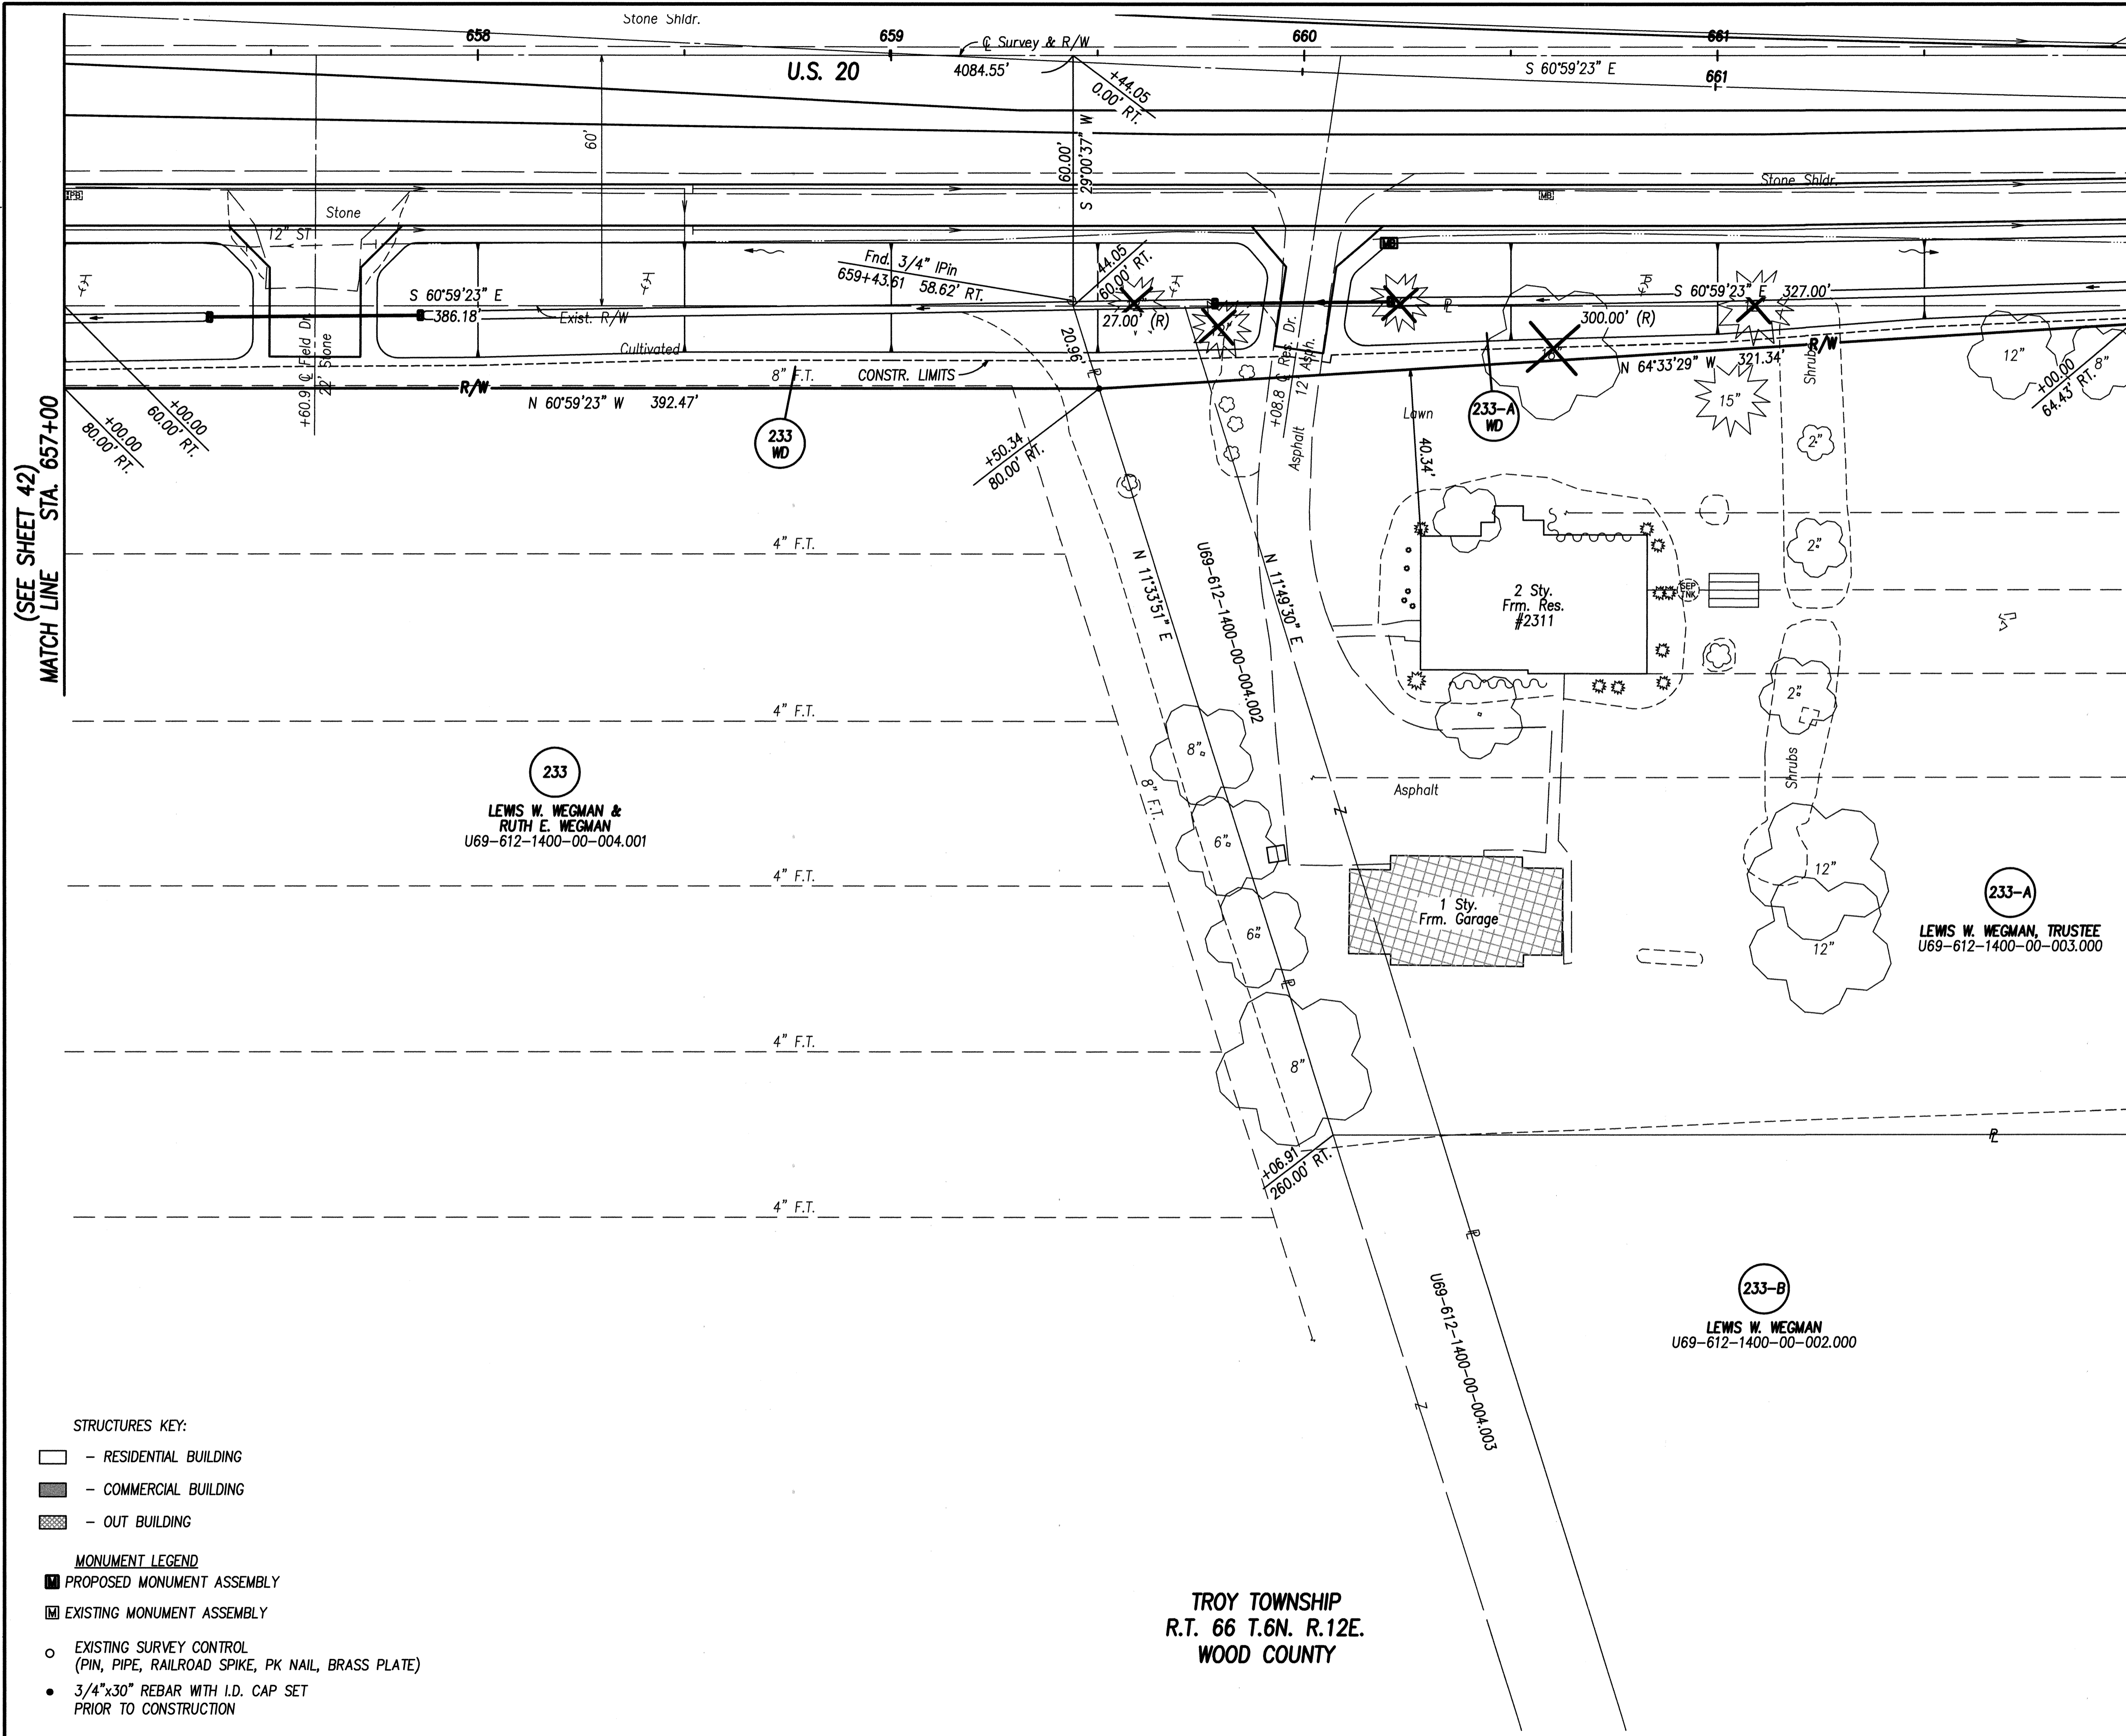 Stone Shldr.
658
659
660
661
℄ Survey & R/W
U.S. 20
4084.55'
S 60°59'23" E
661
+44.05
0.00' RT.
60'
60.00'
S 29°00'37" W
Stone Shldr.
MB
Stone
12" ST
MB
Fnd. 3/4" IPin
659+43.61 58.62' RT.
44.05
60.00' RT.
S 60°59'23" E
386.18'
Exist. R/W
27.00' (R)
S 60°59'23" E 327.00'
300.00' (R)
Cultivated
20.96'
8" F.T.
CONSTR. LIMITS
R/W
R/W
N 60°59'23" W 392.47'
N 64°33'29" W 321.34'
+60.9 ℄ Field Dr.
22' Stone
+08.8 ℄ Res. Dr.
12' Asph.
Asphalt
+00.00
60.00' RT.
+00.00
80.00' RT.
+50.34
80.00' RT.
+00.00
64.43' RT.
233
WD
233-A
WD
Lawn
40.34'
Shrubs
12"
8"
15"
2"
2"
2"
(SEE SHEET 42)
MATCH LINE STA. 657+00
4" F.T.
N 11°33'51" E
U69-612-1400-00-004.002
N 11°49'30" E
2 Sty.
Frm. Res.
#2311
SEP
TNK
4" F.T.
233
LEWIS W. WEGMAN &
RUTH E. WEGMAN
U69-612-1400-00-004.001
8"
8" F.T.
6"
6"
8"
Asphalt
Shrubs
12"
12"
1 Sty.
Frm. Garage
233-A
LEWIS W. WEGMAN, TRUSTEE
U69-612-1400-00-003.000
4" F.T.
4" F.T.
+06.91
260.00' RT.
4" F.T.
U69-612-1400-00-004.003
233-B
LEWIS W. WEGMAN
U69-612-1400-00-002.000
STRUCTURES KEY:
- RESIDENTIAL BUILDING
- COMMERCIAL BUILDING
- OUT BUILDING
MONUMENT LEGEND
M PROPOSED MONUMENT ASSEMBLY
M EXISTING MONUMENT ASSEMBLY
EXISTING SURVEY CONTROL
(PIN, PIPE, RAILROAD SPIKE, PK NAIL, BRASS PLATE)
3/4"x30" REBAR WITH I.D. CAP SET
PRIOR TO CONSTRUCTION
TROY TOWNSHIP
R.T. 66 T.6N. R.12E.
WOOD COUNTY